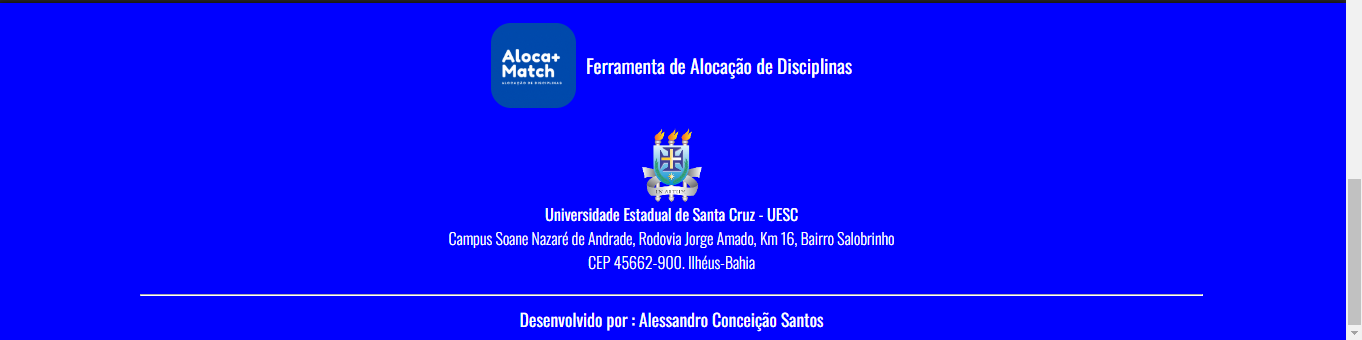 Aloca+
Match
ALOCAÇÃO DE DISCIPLINAS
Ferramenta de Alocação de Disciplinas
Universidade Estadual de Santa Cruz - UESC
Campus Soane Nazaré de Andrade, Rodovia Jorge Amado, Km 16, Bairro Salobrinho
CEP 45662-900. Ilhéus-Bahia
Desenvolvido por : Alessandro Conceição Santos